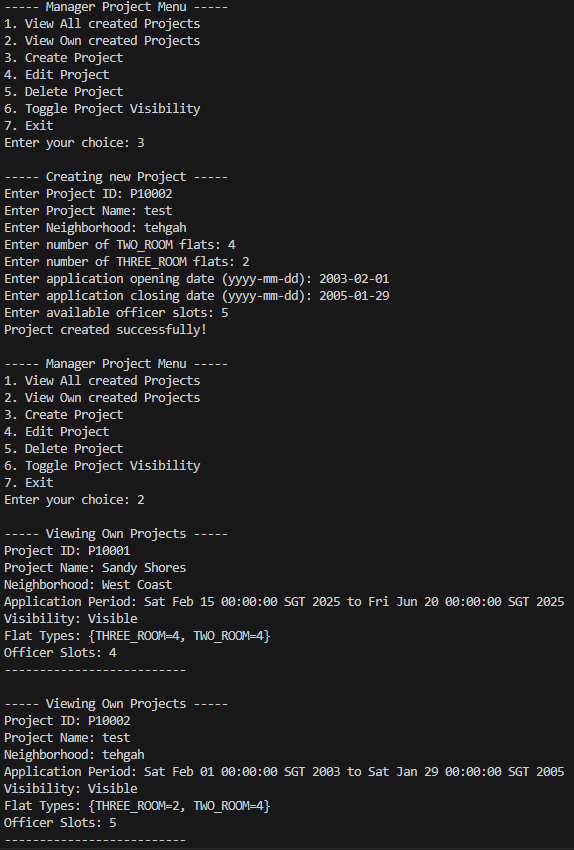 ----- Manager Project Menu -----
1. View All created Projects
2. View Own created Projects
3. Create Project
4. Edit Project
5. Delete Project
6. Toggle Project Visibility
7. Exit
Enter your choice: 3

----- Creating new Project -----
Enter Project ID: P10002
Enter Project Name: test
Enter Neighborhood: tehgah
Enter number of TWO_ROOM flats: 4
Enter number of THREE_ROOM flats: 2
Enter application opening date (yyyy-mm-dd): 2003-02-01
Enter application closing date (yyyy-mm-dd): 2005-01-29
Enter available officer slots: 5
Project created successfully!

----- Manager Project Menu -----
1. View All created Projects
2. View Own created Projects
3. Create Project
4. Edit Project
5. Delete Project
6. Toggle Project Visibility
7. Exit
Enter your choice: 2

----- Viewing Own Projects -----
Project ID: P10001
Project Name: Sandy Shores
Neighborhood: West Coast
Application Period: Sat Feb 15 00:00:00 SGT 2025 to Fri Jun 20 00:00:00 SGT 2025
Visibility: Visible
Flat Types: {THREE_ROOM=4, TWO_ROOM=4}
Officer Slots: 4
--------------------------

----- Viewing Own Projects -----
Project ID: P10002
Project Name: test
Neighborhood: tehgah
Application Period: Sat Feb 01 00:00:00 SGT 2003 to Sat Jan 29 00:00:00 SGT 2005
Visibility: Visible
Flat Types: {THREE_ROOM=2, TWO_ROOM=4}
Officer Slots: 5
--------------------------